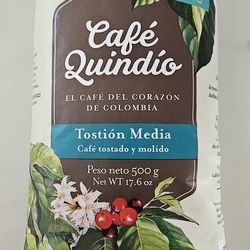 Café
Quindío
EL CAFÉ DEL CORAZÓN
DE COLOMBIA
Tostión Media
Café tostado y molido
Peso neto 500 g
Net WT 17.6 oz